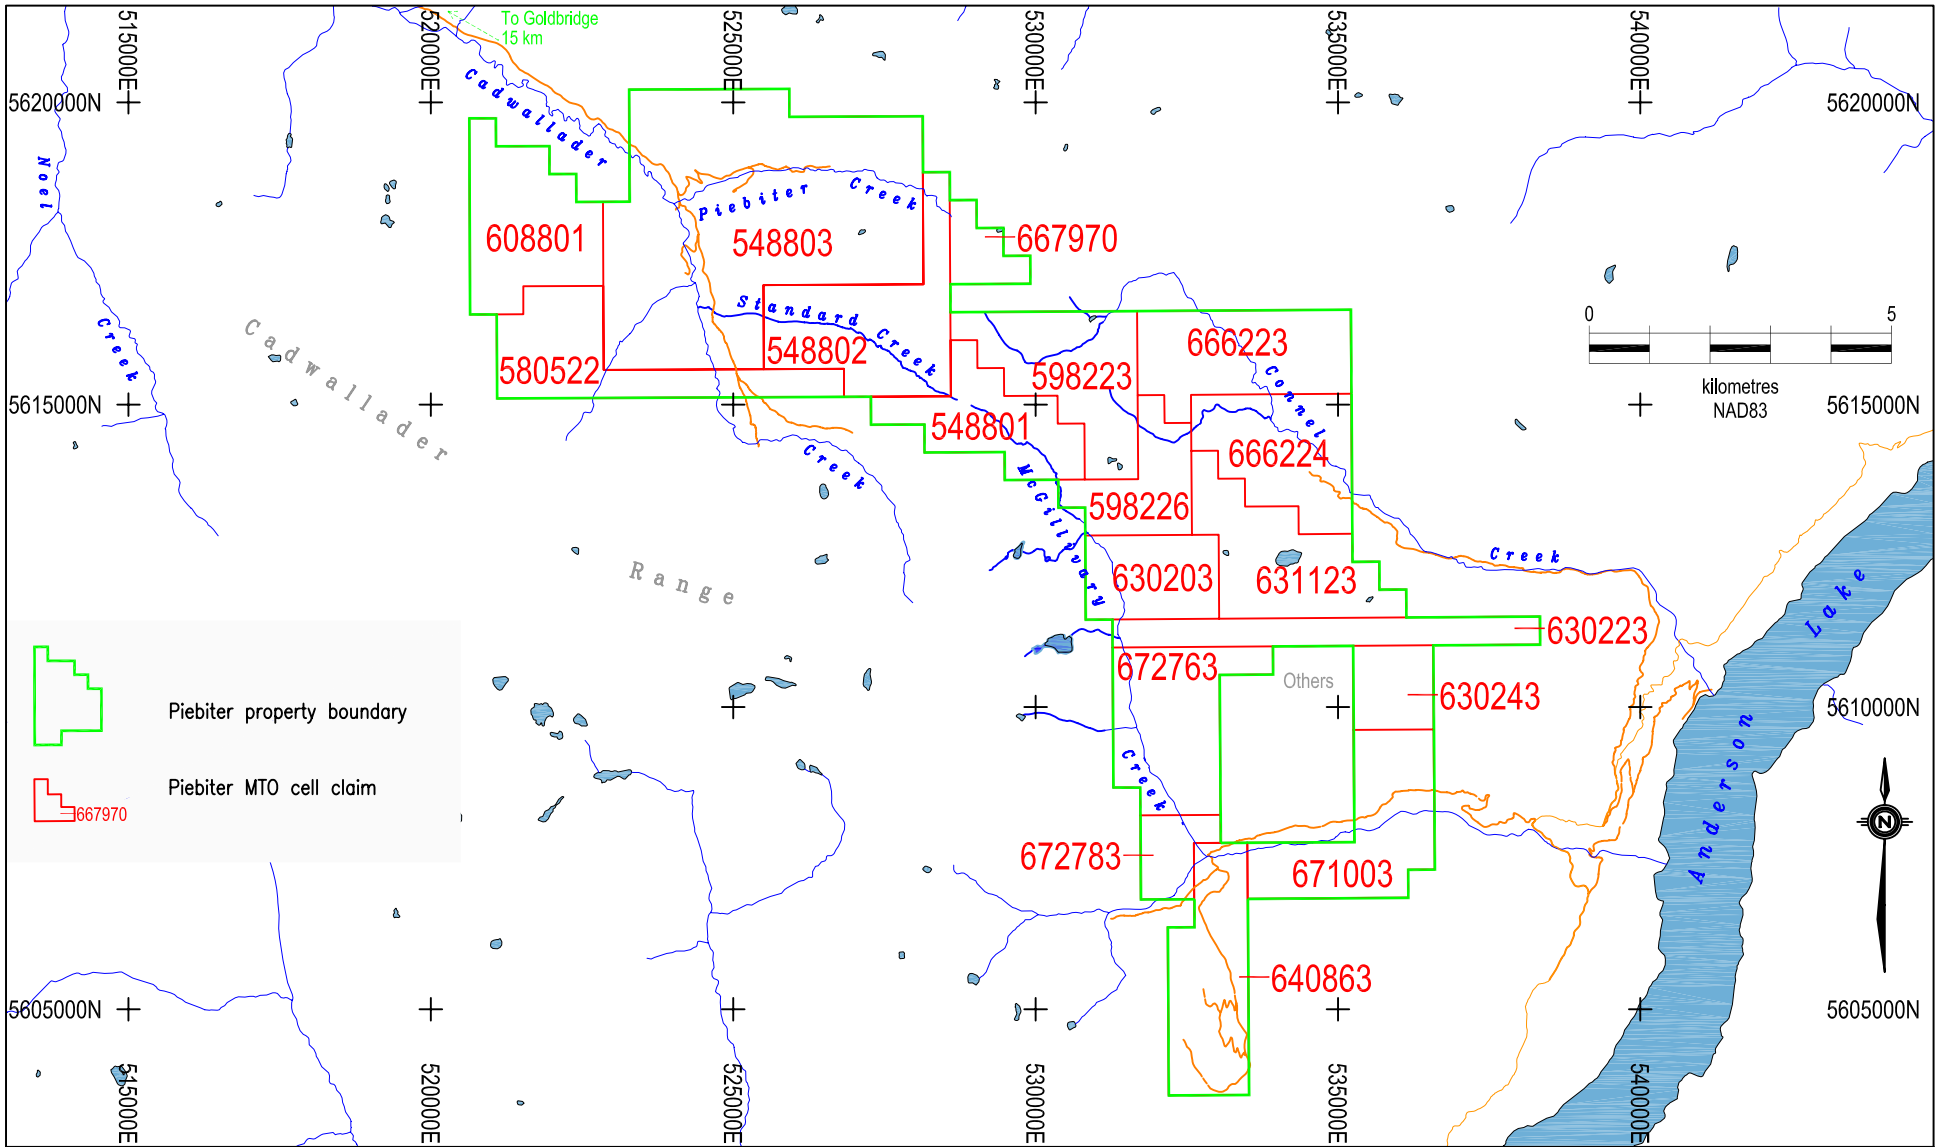 To Goldbridge
15 km
515000E
520000E
525000E
530000E
535000E
540000E
5620000N
5620000N
Cadwallader
Noel
Creek
Piebiter Creek
608801
548803
667970
Standard Creek
548802
580522
666223
598223
Connel
0 5
kilometres
NAD83
Cadwallader
Range
5615000N
5615000N
548801
666224
Creek
McGillivary
598226
Creek
630203
631123
Lake
630223
672763
Others
630243
5610000N
Anderson
Piebiter property boundary
Creek
Piebiter MTO cell claim
667970
N
672783
671003
640863
5605000N
5605000N
515000E
520000E
525000E
530000E
535000E
540000E